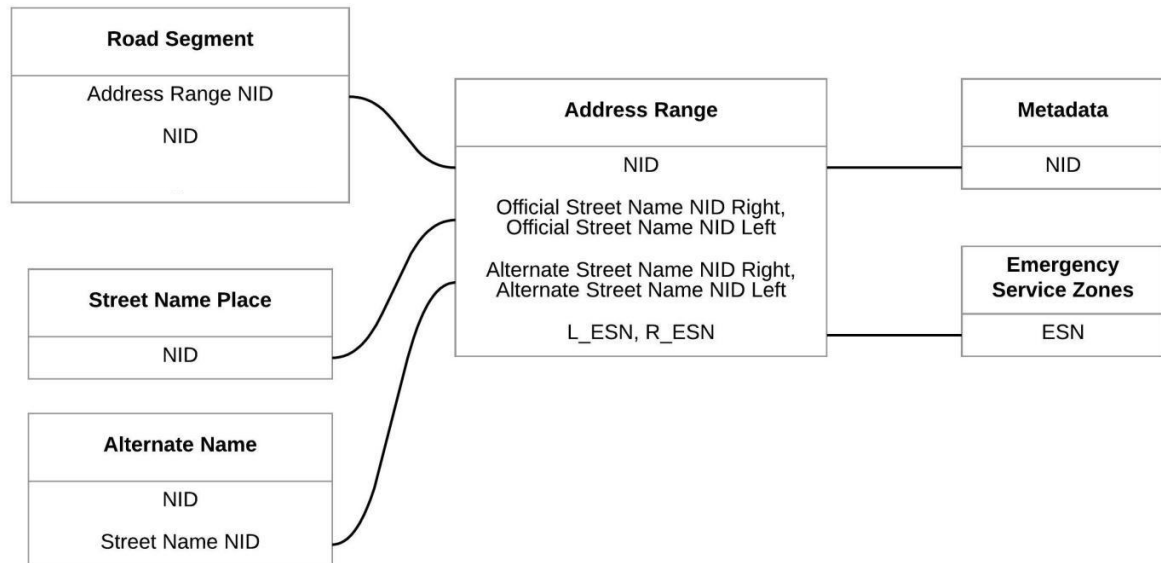 Road Segment
Address Range NID
NID
Street Name Place
NID
Alternate Name
NID
Street Name NID
Address Range
NID
Official Street Name NID Right,
Official Street Name NID Left
Alternate Street Name NID Right,
Alternate Street Name NID Left
L_ESN, R_ESN
Metadata
NID
Emergency
Service Zones
ESN